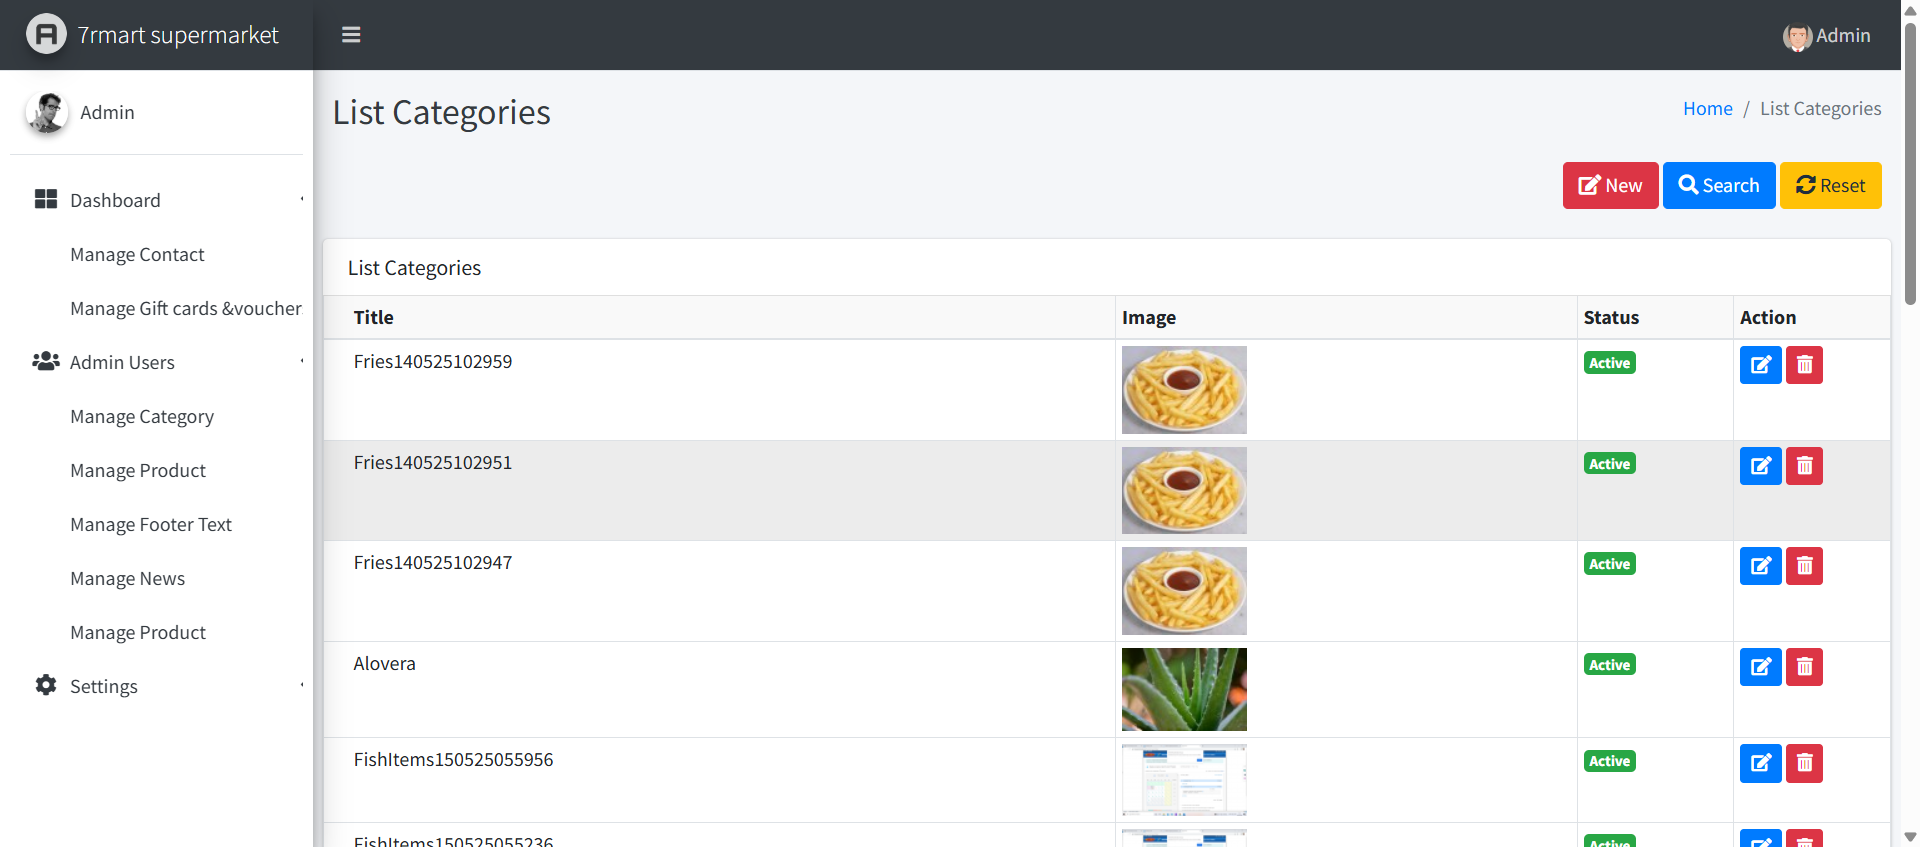 7rmart supermarket
Admin
Admin
List Categories
Home / List Categories
New
Search
Reset
Dashboard
Manage Contact
Manage Gift cards &voucher
Admin Users
Manage Category
Manage Product
Manage Footer Text
Manage News
Manage Product
Settings
List Categories
Title Image Status Action
Fries140525102959 Active
Fries140525102951 Active
Fries140525102947 Active
Alovera Active
FishItems150525055956 Active
FishItems150525055236 Active